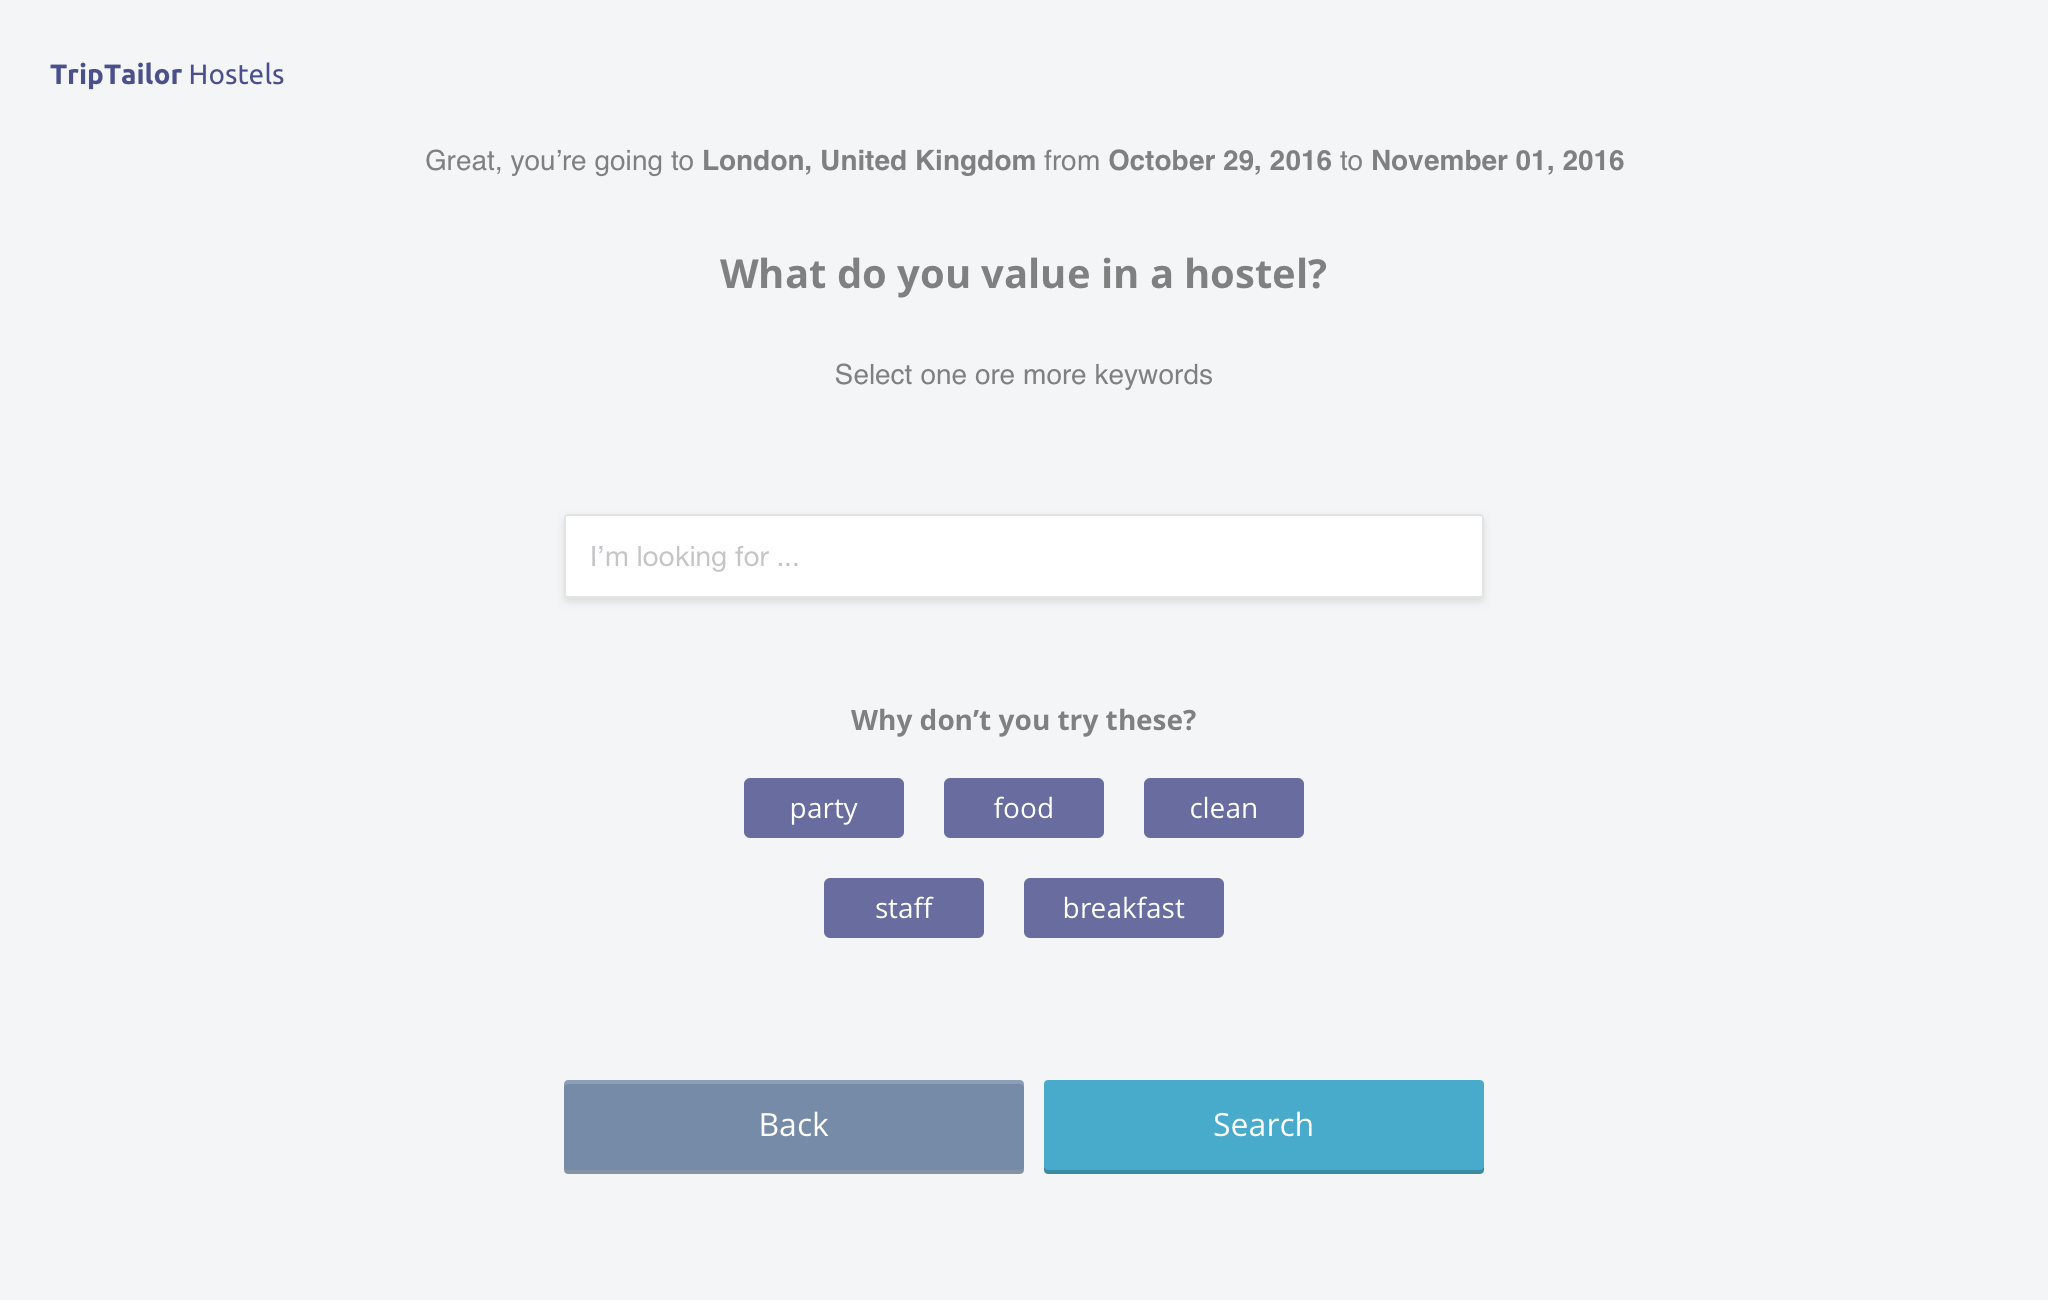 TripTailor Hostels
Great, you’re going to London, United Kingdom from October 29, 2016 to November 01, 2016
What do you value in a hostel?
Select one ore more keywords
I’m looking for ...
Why don’t you try these?
party food clean
staff breakfast
Back Search